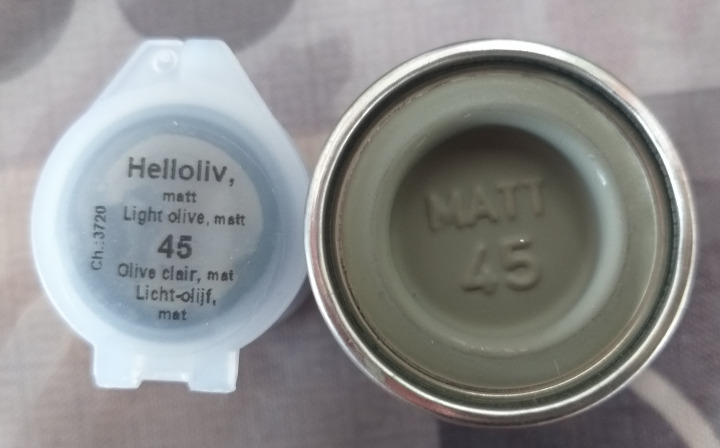 Helloliv,
matt
Light olive, matt
45
Olive clair, mat
Licht-olijf,
mat
Ch.:3720
MATT
45